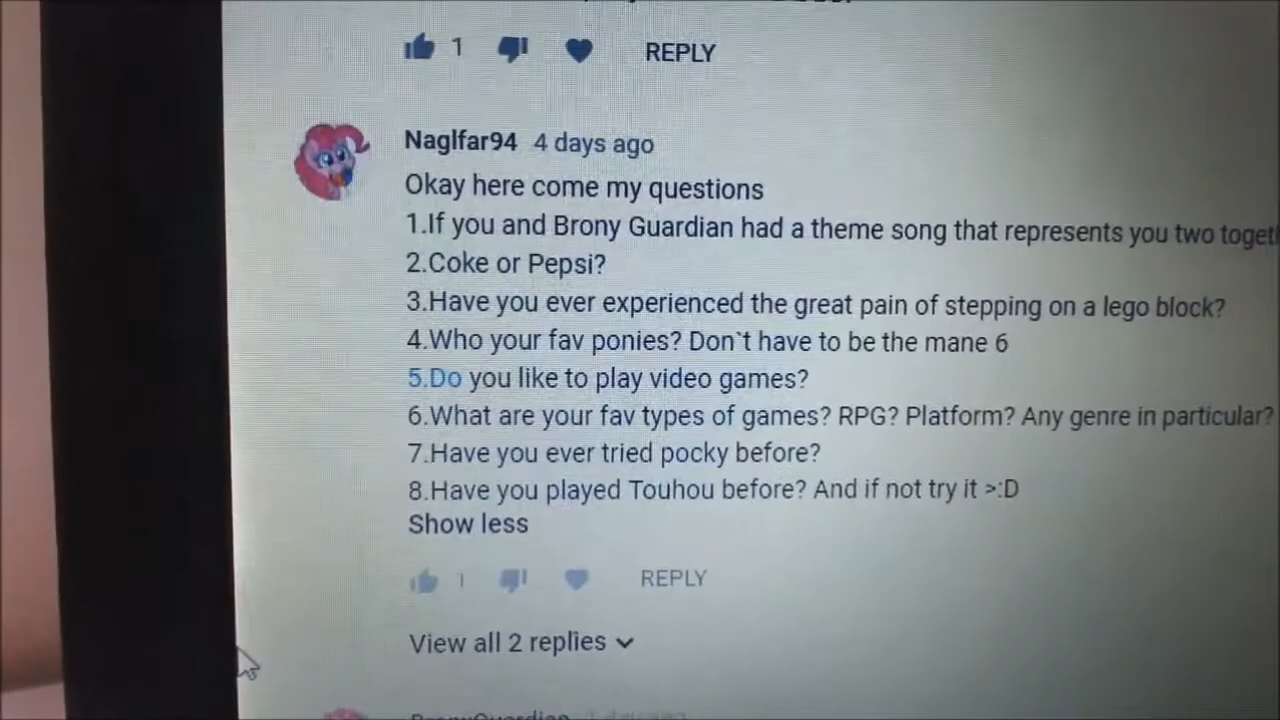 1 REPLY
Naglfar94 4 days ago
Okay here come my questions
1.If you and Brony Guardian had a theme song that represents you two
2.Coke or Pepsi?
3.Have you ever experienced the great pain of stepping on a lego block?
4.Who your fav ponies? Don`t have to be the mane 6
5.Do you like to play video games?
6.What are your fav types of games? RPG? Platform? Any genre in particular?
7.Have you ever tried pocky before?
8.Have you played Touhou before? And if not try it >:D
Show less
1 REPLY
View all 2 replies